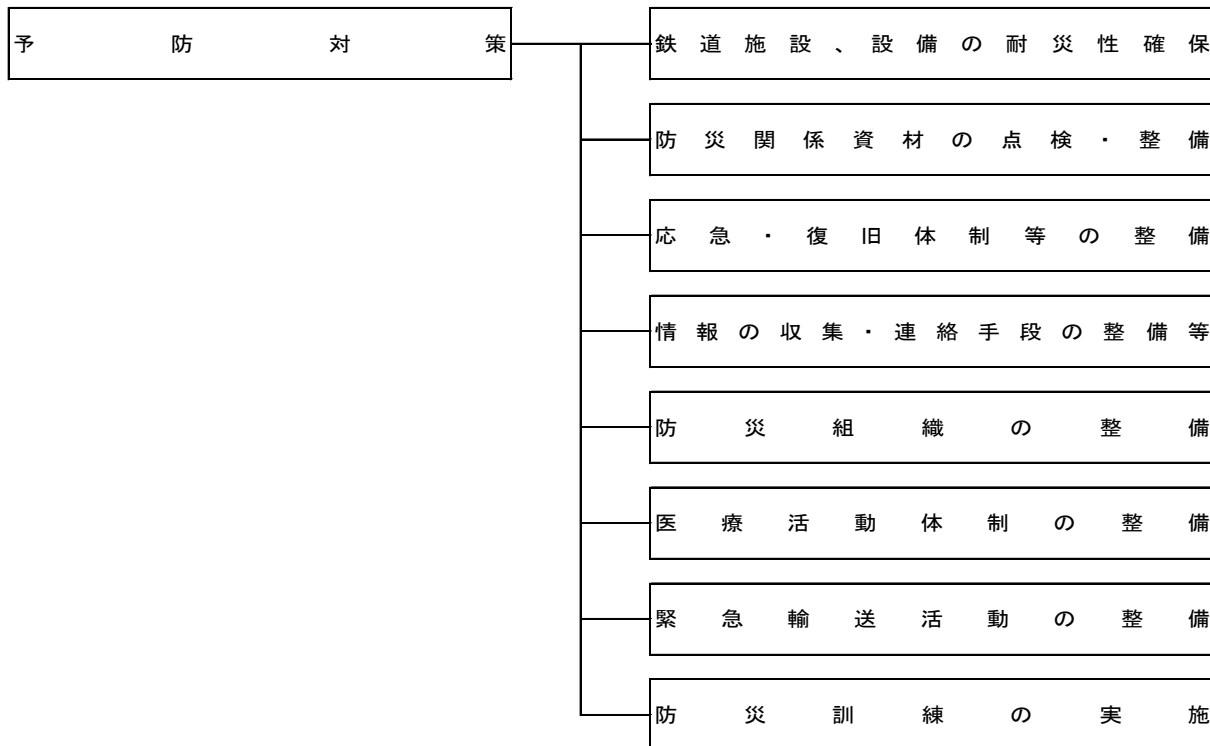 予防対策
鉄道施設、設備の耐災性確保
防災関係資材の点検・整備
応急・復旧体制等の整備
情報の収集・連絡手段の整備等
防災組織の整備
医療活動体制の整備
緊急輸送活動の整備
防災訓練の実施